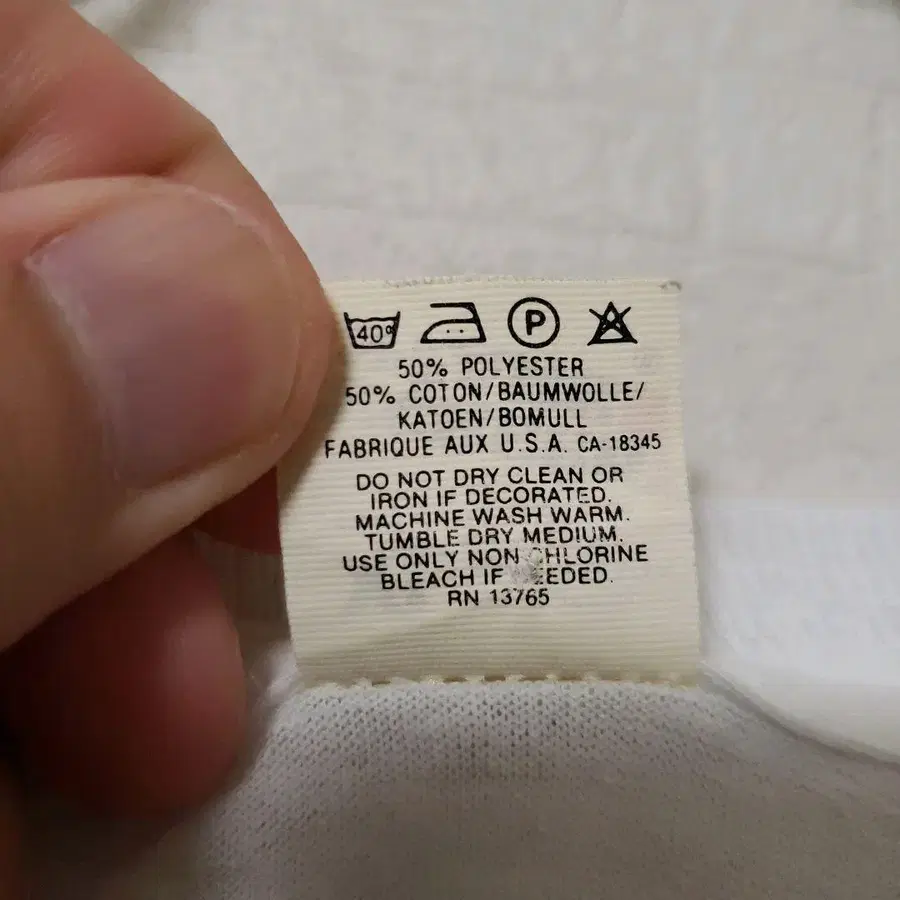 40° P
50% POLYESTER
50% COTON/BAUMWOLLE/
KATOEN/BOMULL
FABRIQUE AUX U.S.A. CA-18345
DO NOT DRY CLEAN OR
IRON IF DECORATED.
MACHINE WASH WARM.
TUMBLE DRY MEDIUM.
USE ONLY NON CHLORINE
BLEACH IF NEEDED.
RN 13765